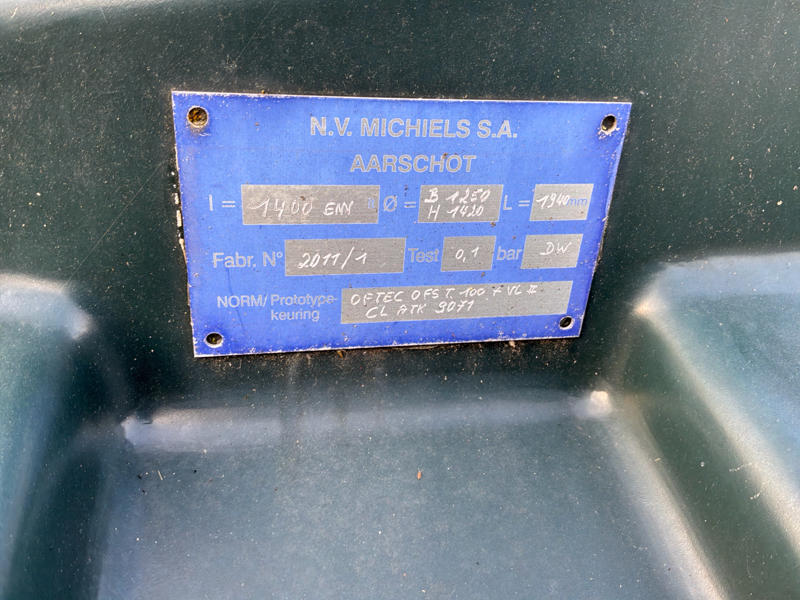 N.V. MICHIELS S.A.
AARSCHOT
I = 1400 ENN Ø = B 1250 H 1420 L = 1940 mm
Fabr. N° 2011/1 Test 0,1 bar DW
NORM/Prototype-keuring OFTEC OFS T. 100 + VL II
CL ATK 9071